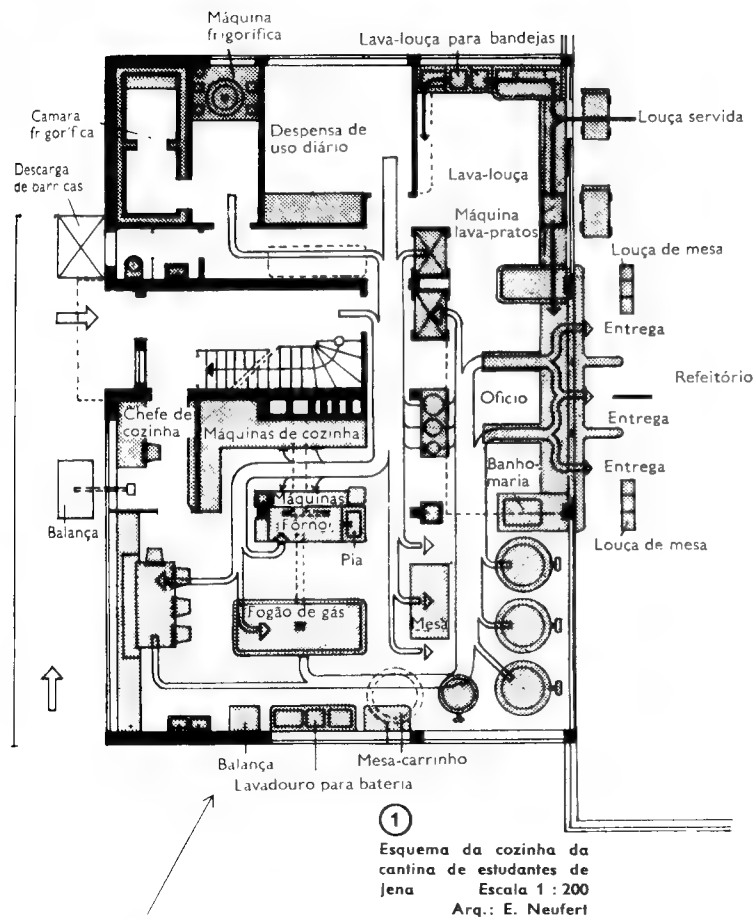 Máquina
frigorífica
Lava-louça para bandejas
Camara
frigorífica
Despensa de
uso diário
Louça servida
Descarga
de barricas
Lava-louça
Máquina
lava-pratos
Louça de mesa
Entrega
Refeitório
Chefe de
cozinha
Máquinas de cozinha
Oficio
Entrega
Banho-
maria
Entrega
Balança
Máquinas
Forno
Pia
Louça de mesa
Fogão de gás
Mesa
Balança
Mesa-carrinho
Lavadouro para bateria
1
Esquema da cozinha da
cantina de estudantes de
Jena Escala 1 : 200
Arq.: E. Neufert